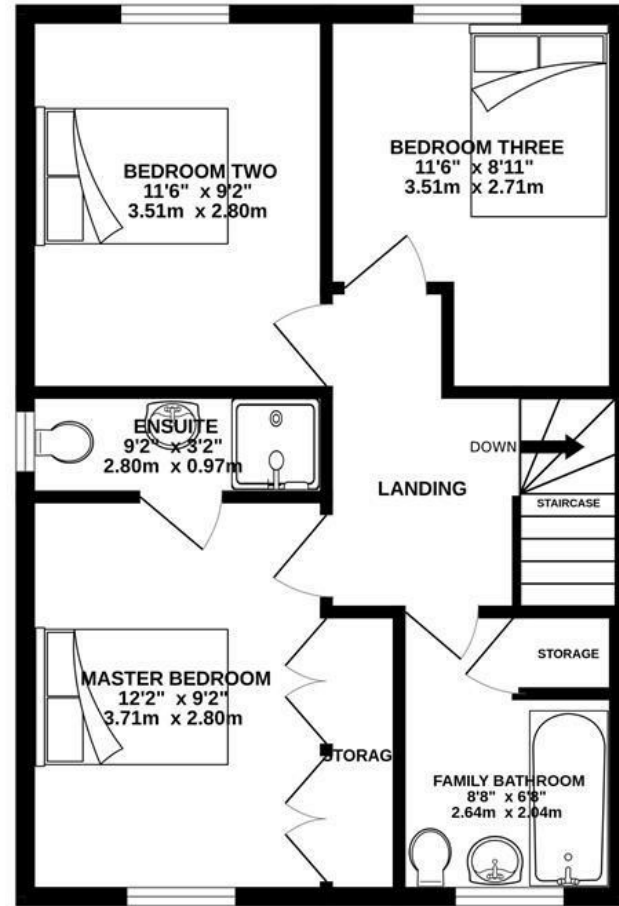 BEDROOM TWO
11'6" x 9'2"
3.51m x 2.80m
BEDROOM THREE
11'6" x 8'11"
3.51m x 2.71m
ENSUITE
9'2" x 3'2"
2.80m x 0.97m
DOWN
LANDING
STAIRCASE
MASTER BEDROOM
12'2" x 9'2"
3.71m x 2.80m
STORAG
STORAGE
FAMILY BATHROOM
8'8" x 6'8"
2.64m x 2.04m